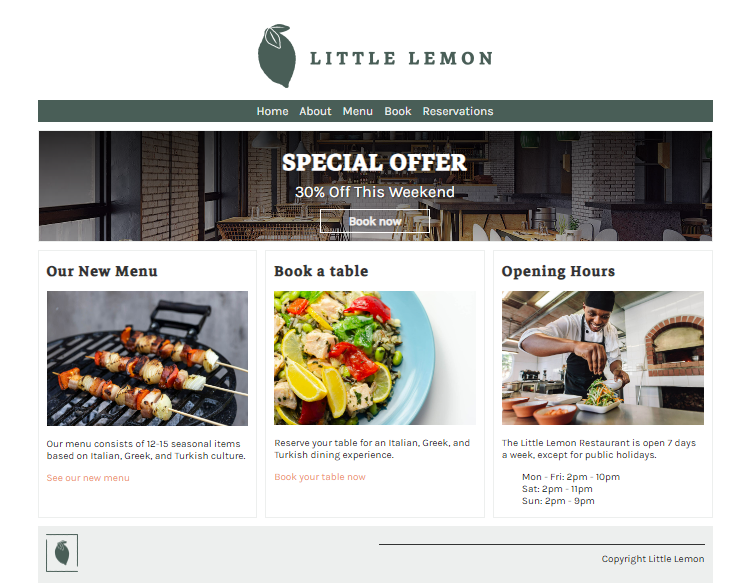 LITTLE LEMON
Home About Menu Book Reservations
SPECIAL OFFER
30% Off This Weekend
Book now
Our New Menu
Our menu consists of 12-15 seasonal items
based on Italian, Greek, and Turkish culture.
See our new menu
Book a table
Reserve your table for an Italian, Greek, and
Turkish dining experience.
Book your table now
Opening Hours
The Little Lemon Restaurant is open 7 days
a week, except for public holidays.
Mon - Fri: 2pm - 10pm
Sat: 2pm - 11pm
Sun: 2pm - 9pm
Copyright Little Lemon